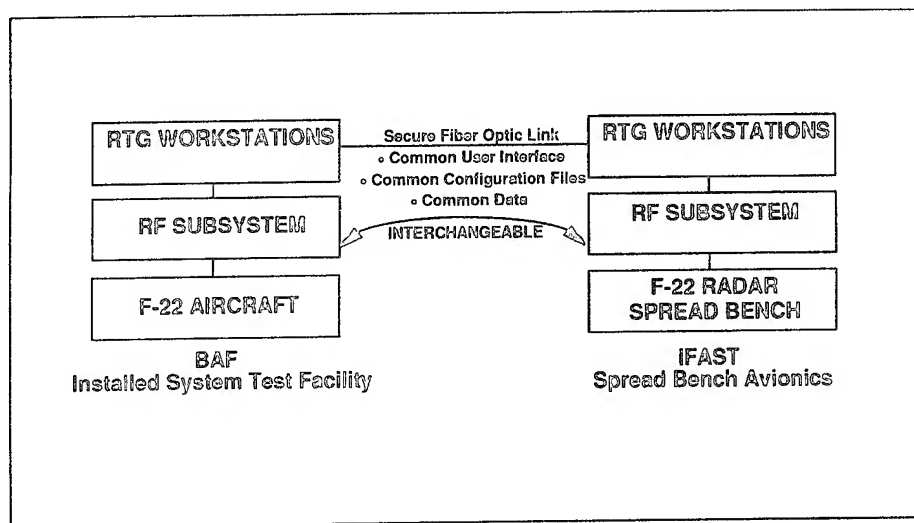 RTG WORKSTATIONS
Secure Fiber Optic Link
RTG WORKSTATIONS
∘ Common User Interface
∘ Common Configuration Files
∘ Common Data
RF SUBSYSTEM
INTERCHANGEABLE
RF SUBSYSTEM
F-22 AIRCRAFT
F-22 RADAR
SPREAD BENCH
BAF
Installed System Test Facility
IFAST
Spread Bench Avionics